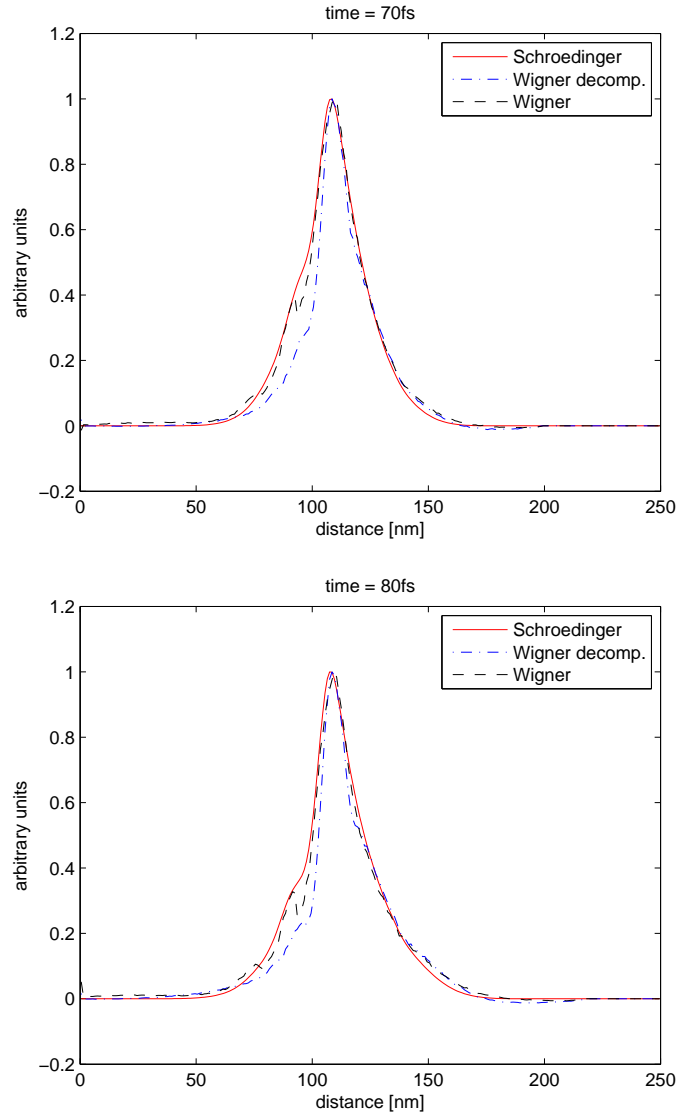 time = 70fs
1.2
Schroedinger
Wigner decomp.
Wigner
1
0.8
0.6
0.4
0.2
0
−0.2
arbitrary units
0 50 100 150 200 250
distance [nm]
time = 80fs
1.2
Schroedinger
Wigner decomp.
Wigner
1
0.8
0.6
0.4
0.2
0
−0.2
arbitrary units
0 50 100 150 200 250
distance [nm]